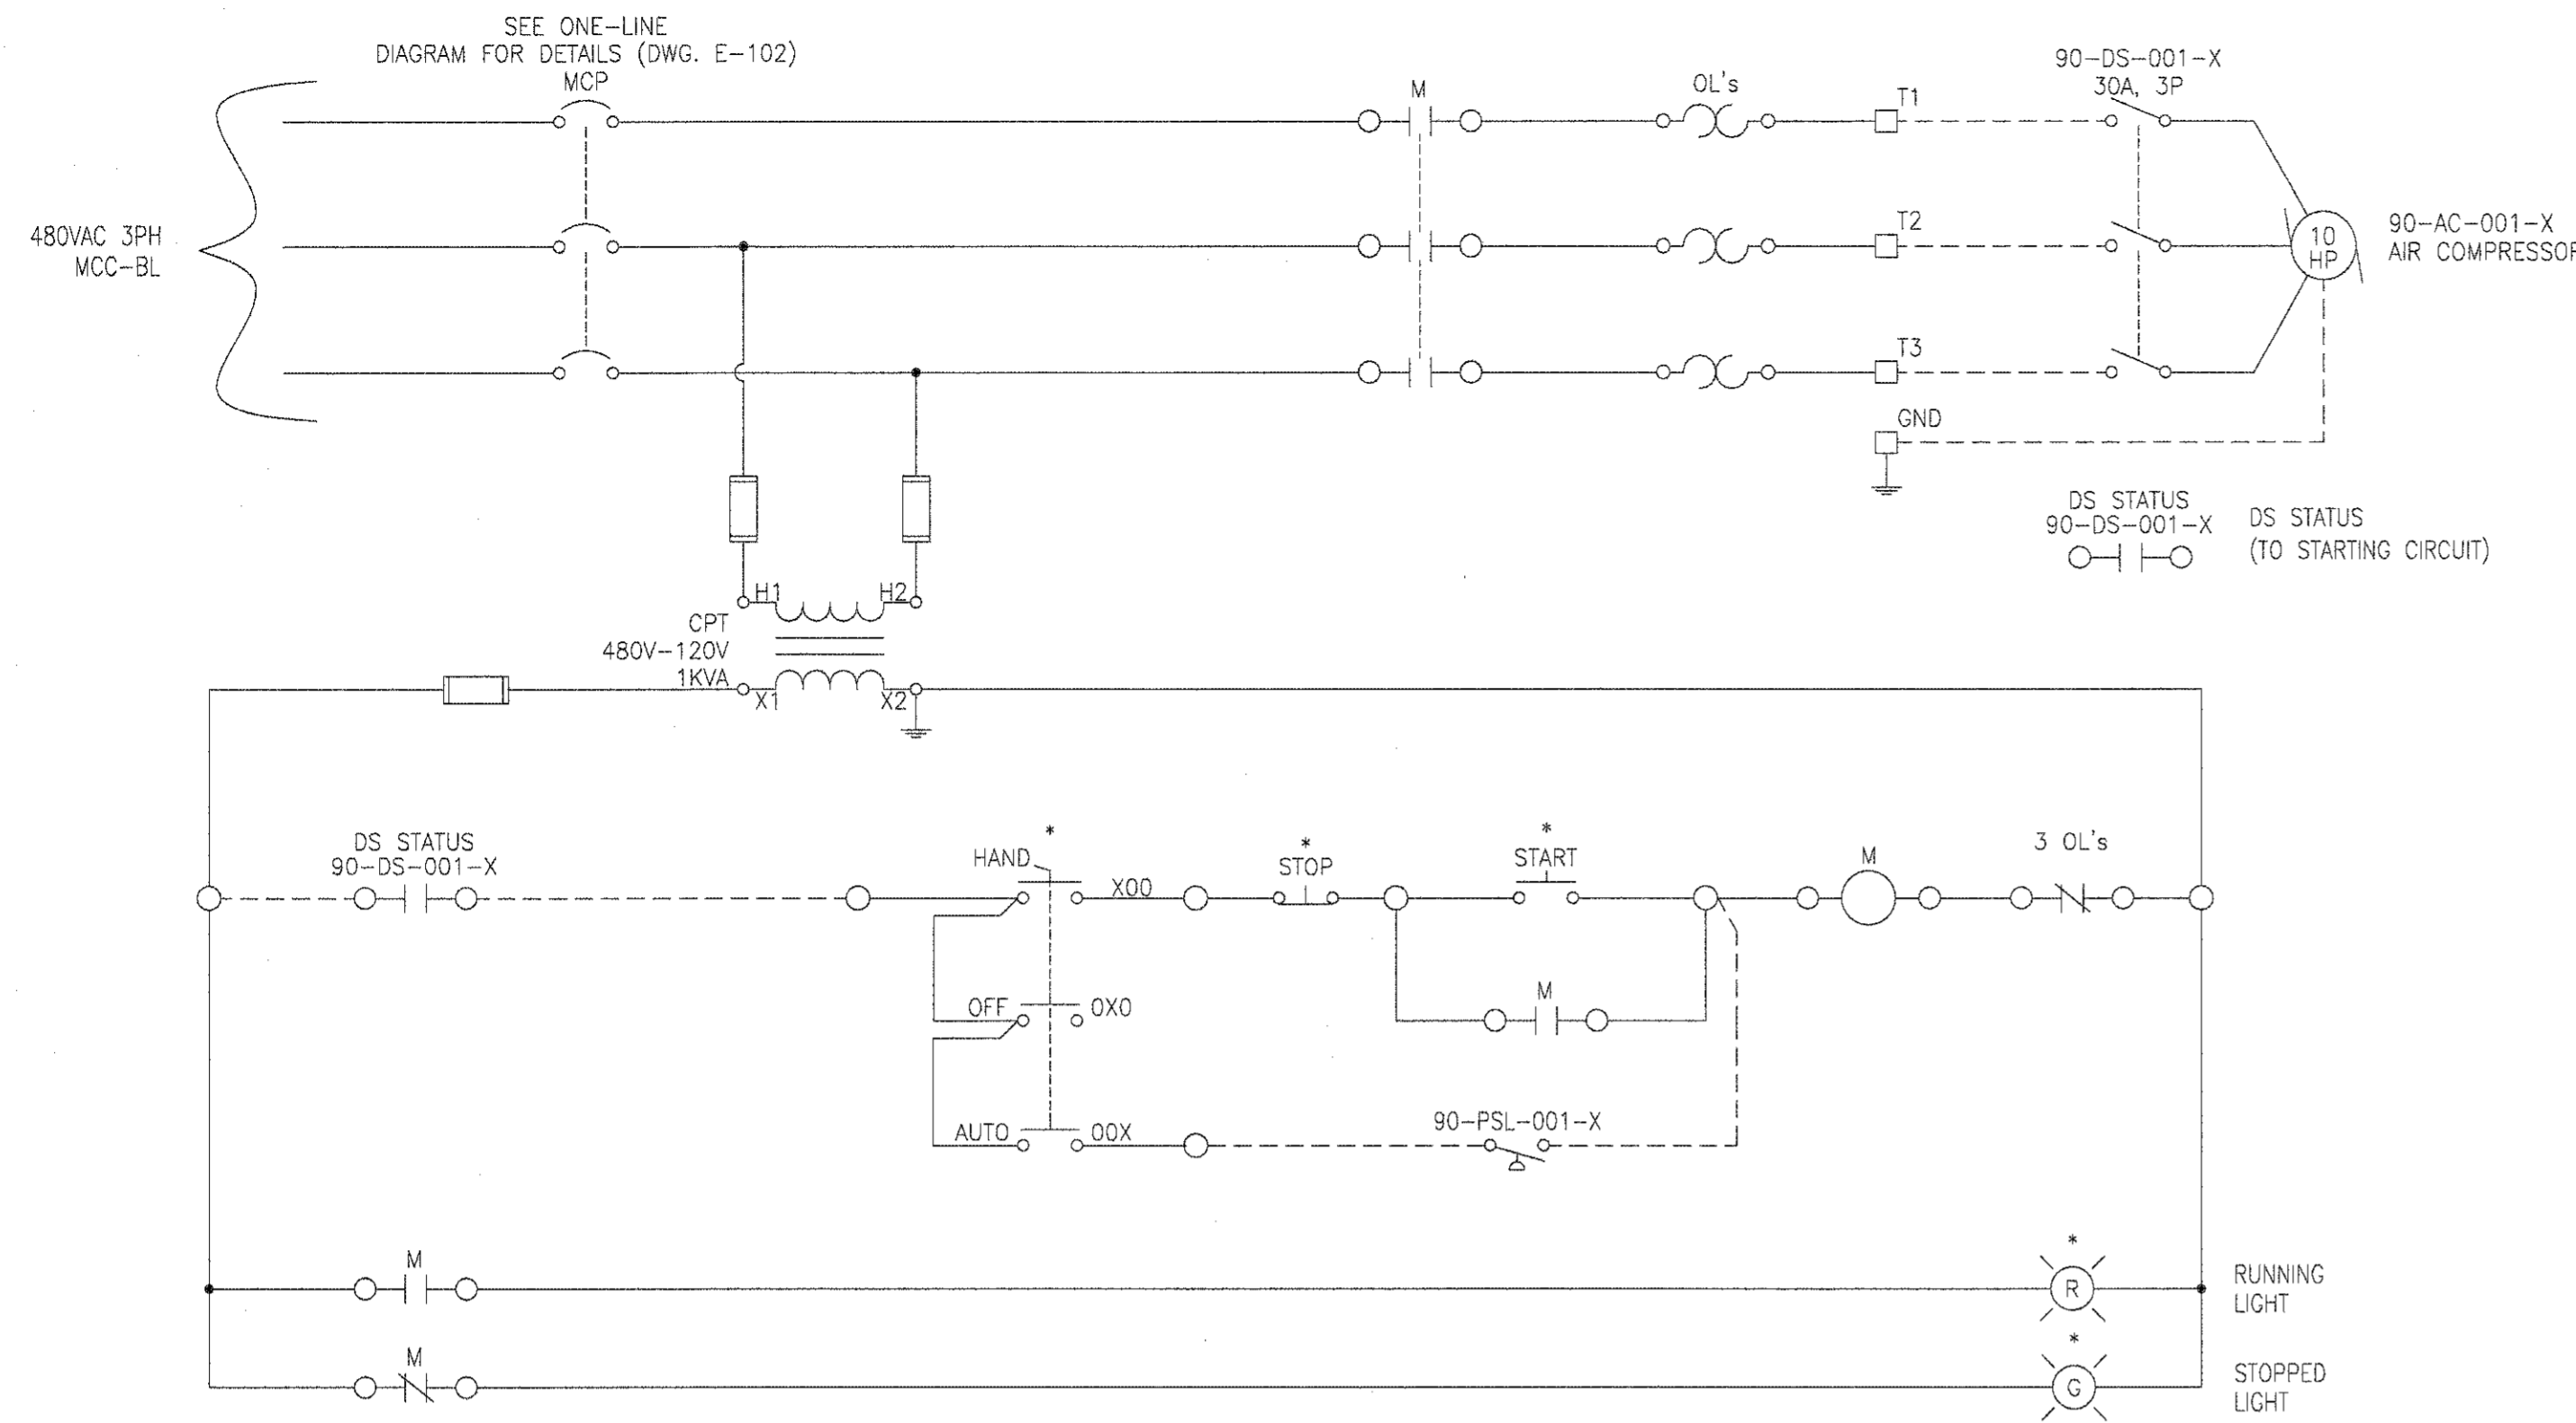 SEE ONE-LINE
DIAGRAM FOR DETAILS (DWG. E-102)
MCP
M
OL's
T1
90-DS-001-X
30A, 3P
480VAC 3PH
MCC-BL
T2
10
HP
90-AC-001-X
AIR COMPRESSOR
T3
GND
DS STATUS
90-DS-001-X
DS STATUS
(TO STARTING CIRCUIT)
H1
H2
CPT
480V-120V
1KVA
X1
X2
DS STATUS
90-DS-001-X
*
HAND
X00
*
STOP
*
START
M
3 OL's
OFF
0X0
M
AUTO
00X
90-PSL-001-X
M
*
R
RUNNING
LIGHT
M
*
G
STOPPED
LIGHT